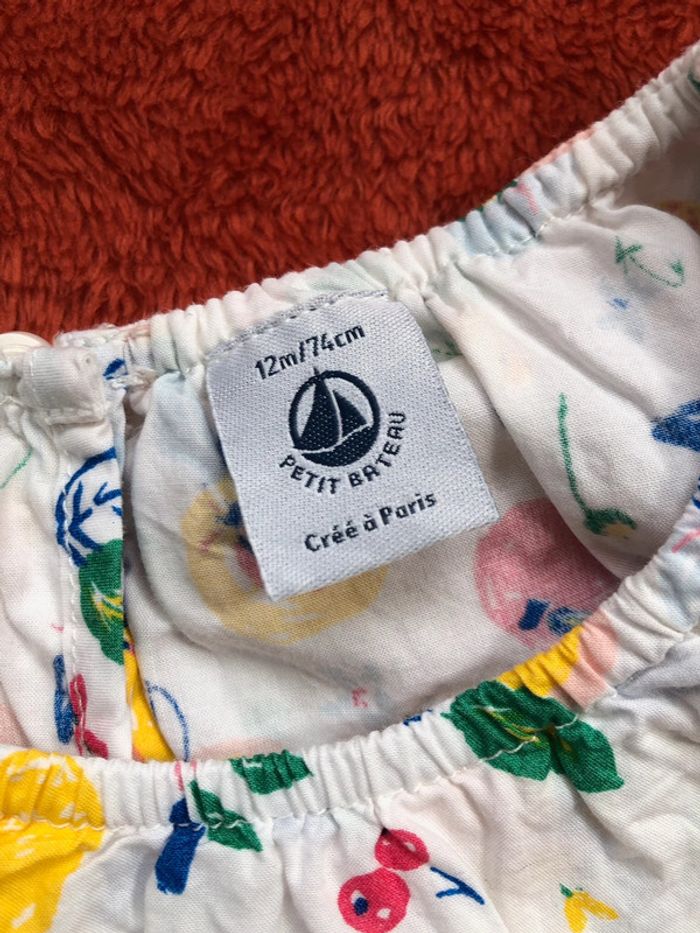 12m/74cm
PETIT BATEAU
Créé à Paris